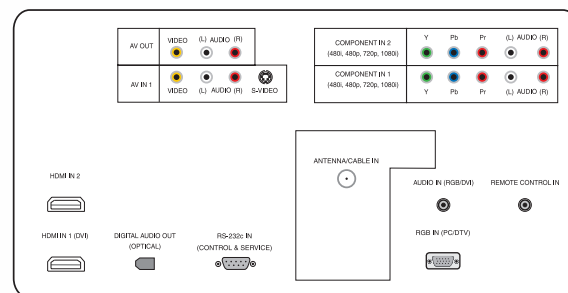 VIDEO (L) AUDIO (R)
AV OUT
AV IN 1
VIDEO (L) AUDIO (R) S-VIDEO
Y Pb Pr (L) AUDIO (R)
COMPONENT IN 2
(480i, 480p, 720p, 1080i)
COMPONENT IN 1
(480i, 480p, 720p, 1080i)
Y Pb Pr (L) AUDIO (R)
ANTENNA/CABLE IN
HDMI IN 2
AUDIO IN (RGB/DVI) REMOTE CONTROL IN
HDMI IN 1 (DVI) DIGITAL AUDIO OUT
(OPTICAL)
RS-232c IN
(CONTROL & SERVICE)
RGB IN (PC/DTV)